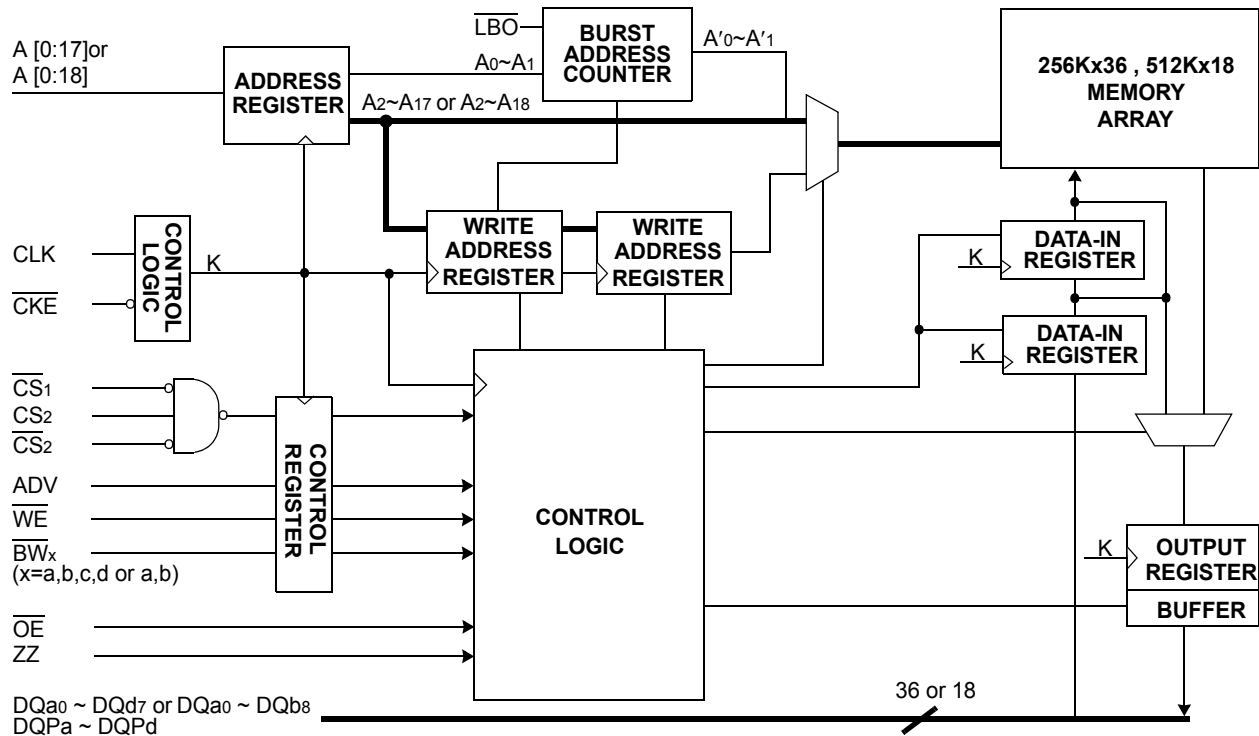 LBO
BURST
ADDRESS
COUNTER
A′0~A′1
A [0:17]or
A [0:18]
ADDRESS
REGISTER
A0~A1
A2~A17 or A2~A18
256Kx36 , 512Kx18
MEMORY
ARRAY
WRITE
ADDRESS
REGISTER
WRITE
ADDRESS
REGISTER
DATA-IN
REGISTER
K
DATA-IN
REGISTER
K
CLK
CKE
CONTROL
LOGIC
K
CS1
CS2
CS2
ADV
WE
BWx
(x=a,b,c,d or a,b)
CONTROL
REGISTER
CONTROL
LOGIC
K
OUTPUT
REGISTER
BUFFER
OE
ZZ
DQa0 ~ DQd7 or DQa0 ~ DQb8
DQPa ~ DQPd
36 or 18